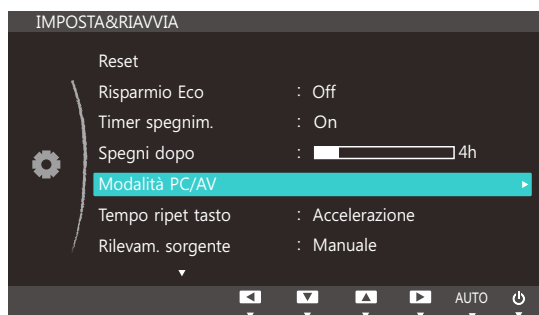 IMPOSTA&RIAVVIA
Reset
Risparmio Eco : Off
Timer spegnim. : On
Spegni dopo : 4h
Modalità PC/AV
Tempo ripet tasto : Accelerazione
Rilevam. sorgente : Manuale
AUTO